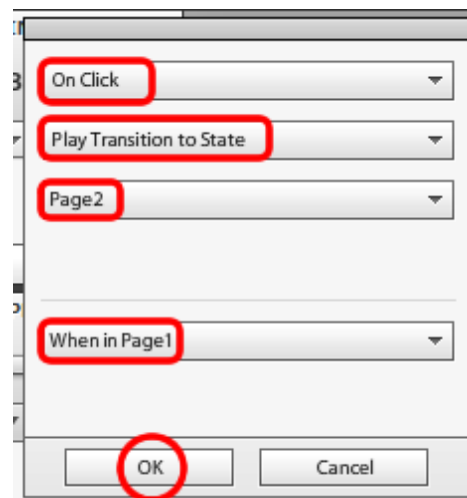 On Click
Play Transition to State
Page2
When in Page1
OK
Cancel